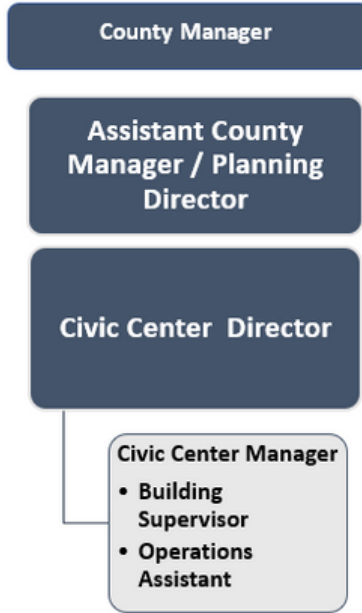 County Manager
Assistant County
Manager / Planning
Director
Civic Center  Director
Civic Center Manager
• Building
Supervisor
• Operations
Assistant